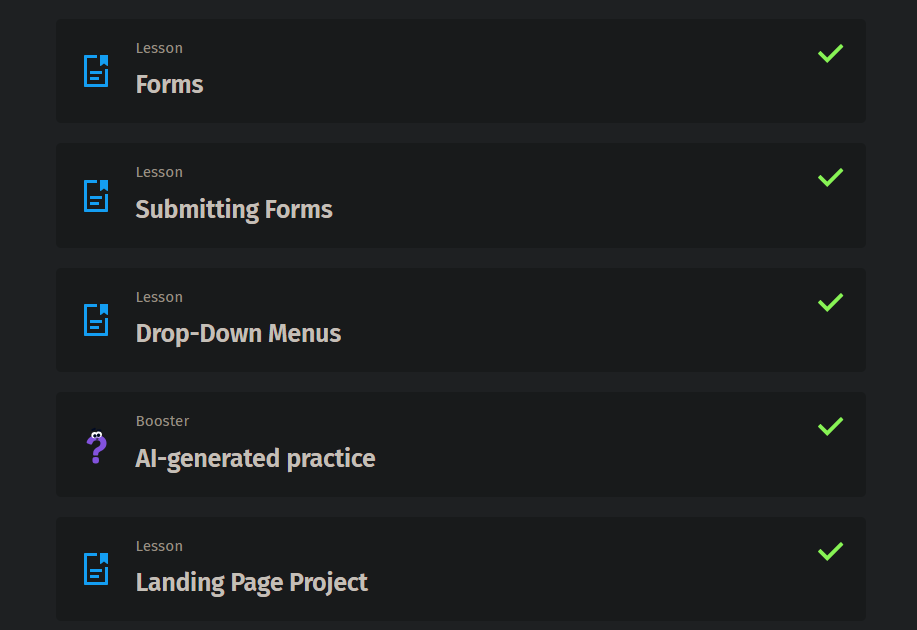 Lesson
Forms
Lesson
Submitting Forms
Lesson
Drop-Down Menus
Booster
AI-generated practice
Lesson
Landing Page Project